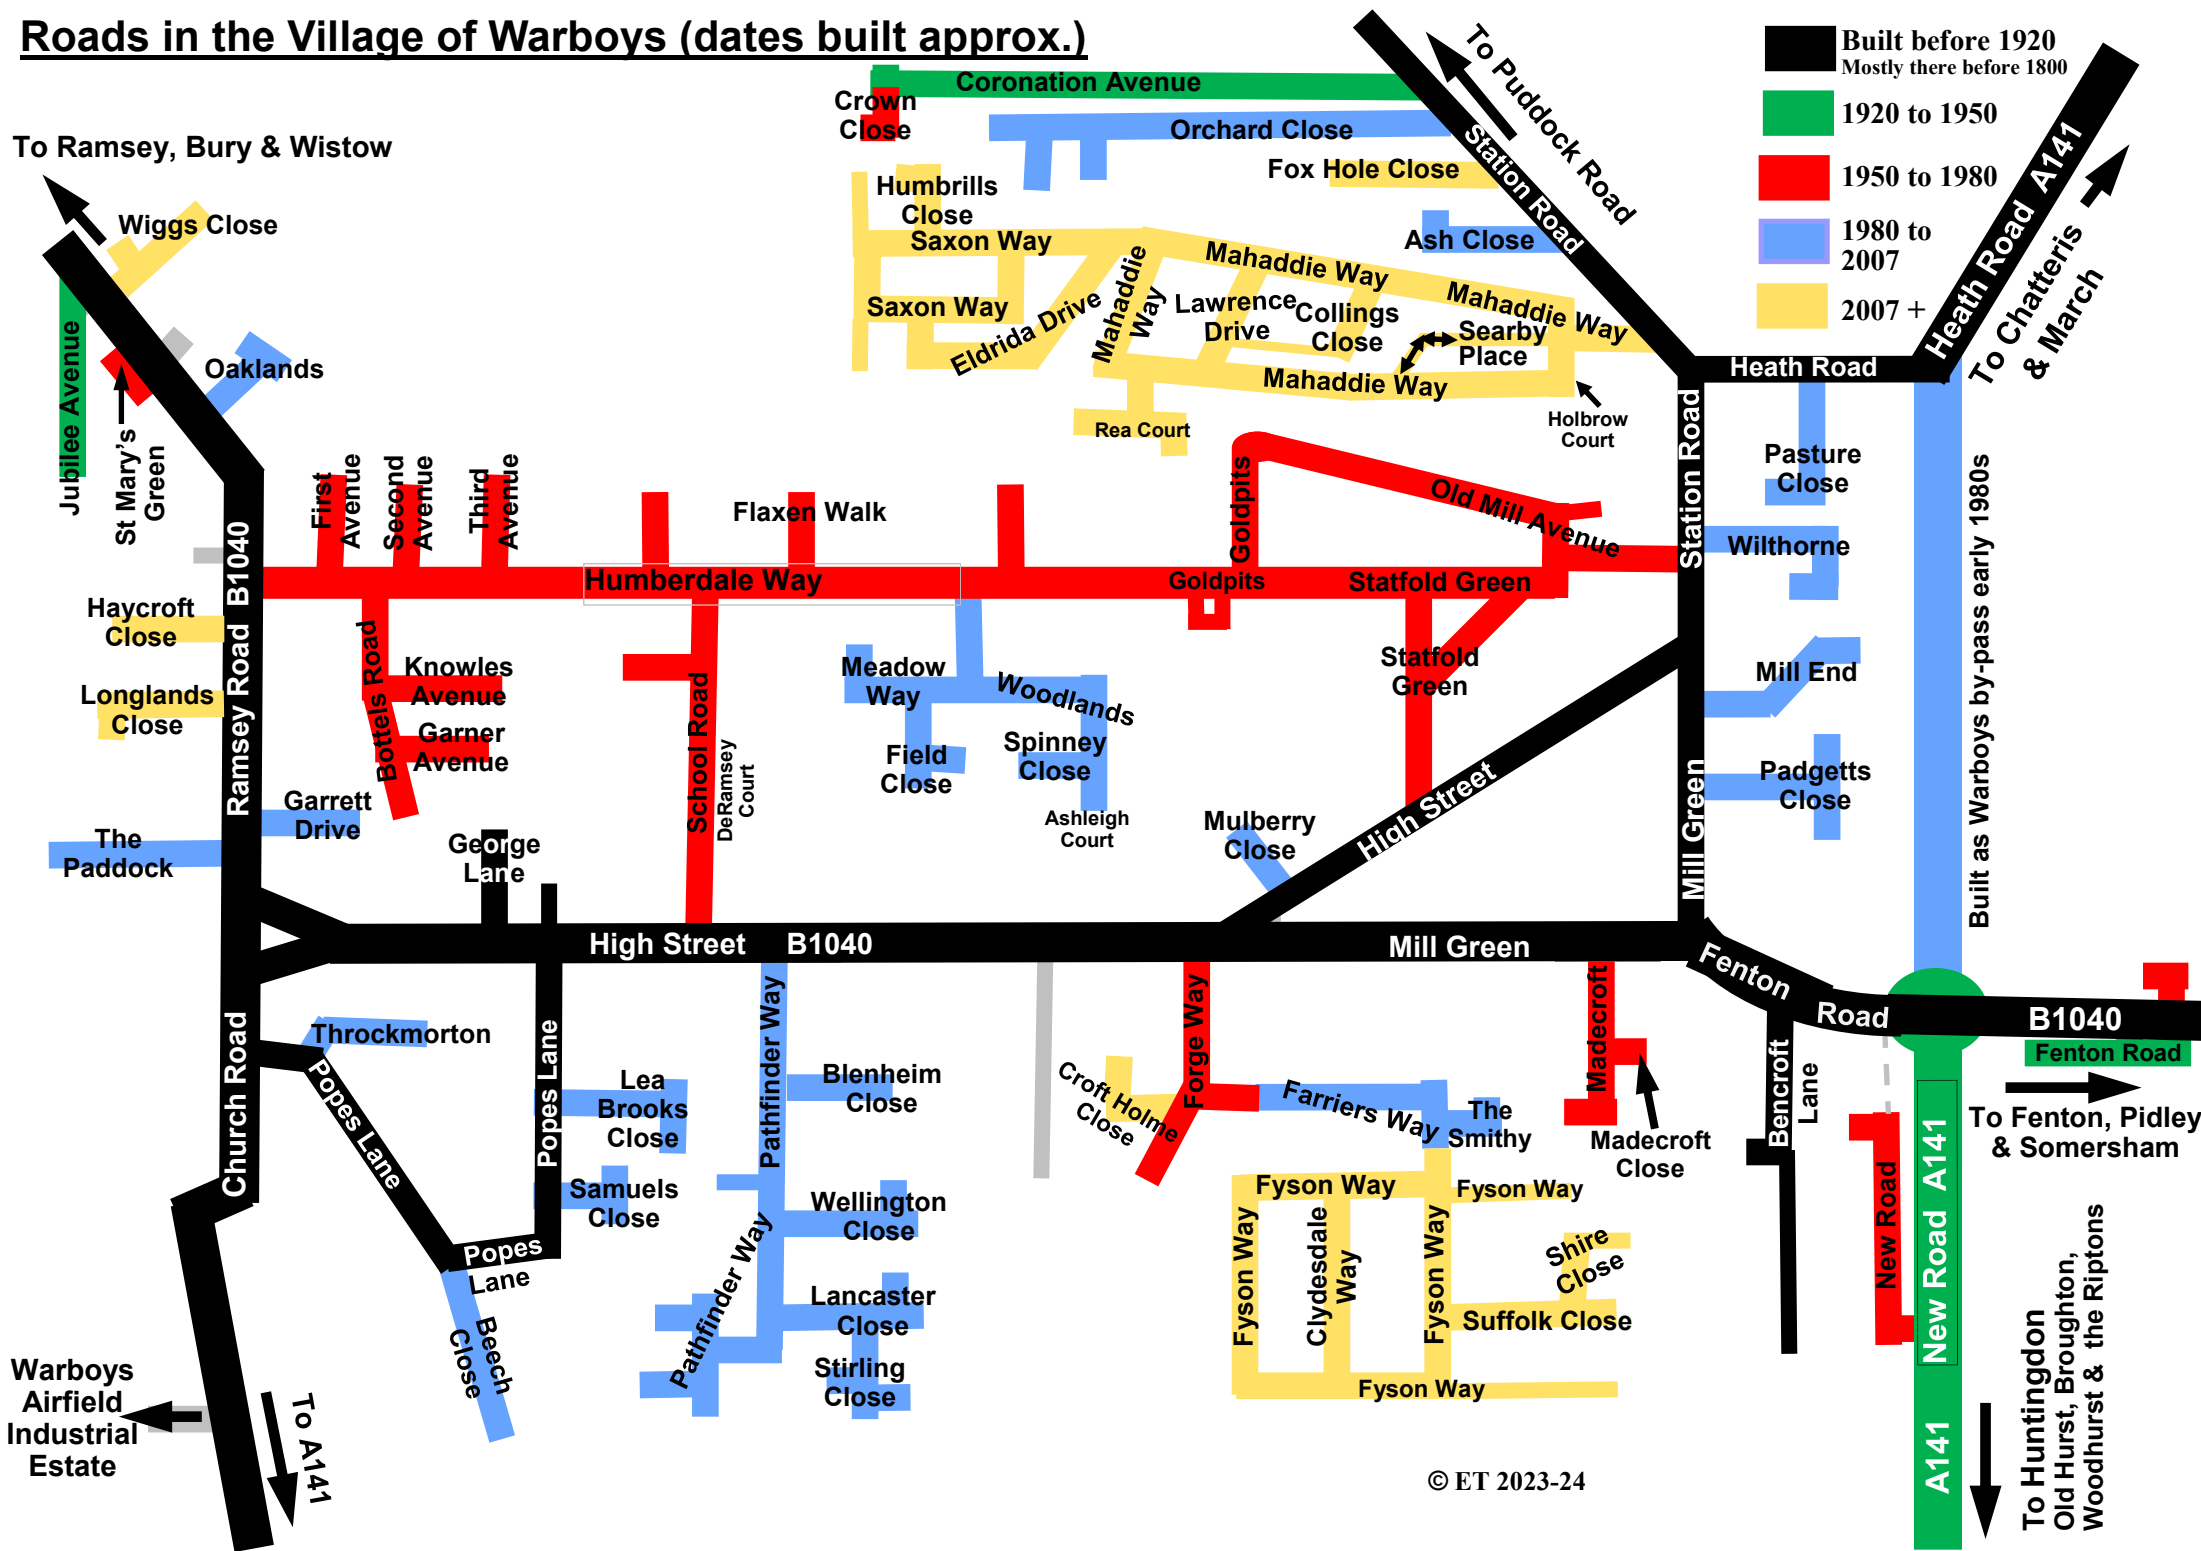 Roads in the Village of Warboys (dates built approx.)
Built before 1920
Mostly there before 1800
1920 to 1950
1950 to 1980
1980 to
2007
2007 +
To Ramsey, Bury & Wistow
Wiggs Close
Oaklands
Jubilee Avenue
St Mary's
Green
Crown
Close
Coronation Avenue
Orchard Close
To Puddock Road
Station Road
Fox Hole Close
Ash Close
Humbrills
Close
Saxon Way
Saxon Way
Eldrida Drive
Mahaddie
Way
Mahaddie Way
Mahaddie Way
Lawrence
Drive
Collings
Close
Searby
Place
Mahaddie Way
Rea Court
Holbrow
Court
Heath Road
Heath Road A141
To Chatteris
& March
Station Road
Pasture
Close
Wilthorne
Mill End
Padgetts
Close
Mill Green
Built as Warboys by-pass early 1980s
First
Avenue
Second
Avenue
Third
Avenue
Flaxen Walk
Humberdale Way
Goldpits
Goldpits
Old Mill Avenue
Statfold Green
Statfold
Green
Ramsey Road B1040
Haycroft
Close
Longlands
Close
Bottels Road
Knowles
Avenue
Garner
Avenue
School Road
DeRamsey
Court
Meadow
Way
Woodlands
Field
Close
Spinney
Close
Ashleigh
Court
Mulberry
Close
High Street
Garrett
Drive
The
Paddock
George
Lane
High Street B1040
Mill Green
Fenton
Road
B1040
Fenton Road
To Fenton, Pidley
& Somersham
Church Road
Throckmorton
Popes Lane
Popes Lane
Popes
Lane
Beech
Close
Lea
Brooks
Close
Samuels
Close
Pathfinder Way
Pathfinder Way
Blenheim
Close
Wellington
Close
Lancaster
Close
Stirling
Close
Croft Holme
Close
Forge Way
Farriers Way
The
Smithy
Madecroft
Madecroft
Close
Bencroft
Lane
New Road
New Road A141
A141
Fyson Way
Fyson Way
Fyson Way
Clydesdale
Way
Fyson Way
Shire
Close
Suffolk Close
Fyson Way
Warboys
Airfield
Industrial
Estate
To A141
To Huntingdon
Old Hurst, Broughton,
Woodhurst & the Riptons
© ET 2023-24